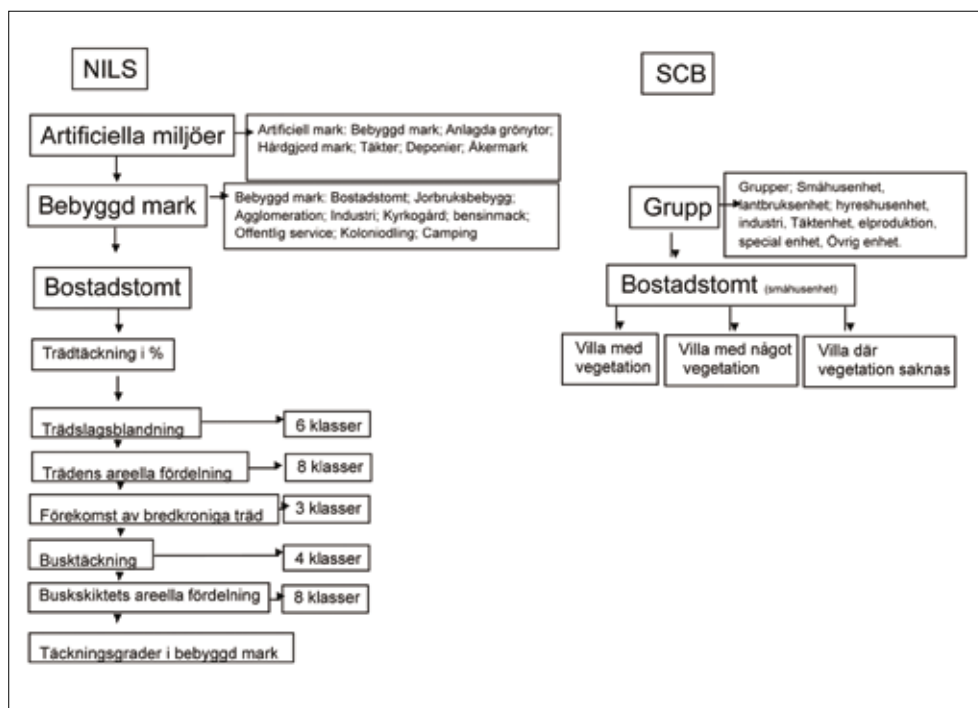 NILS
Artificiella miljöer
Artificiell mark: Bebyggd mark; Anlagda grönytor;
Hårdgjord mark; Täkter; Deponier; Åkermark
Bebyggd mark
Bebyggd mark: Bostadstomt; Jorbruksbebygg;
Agglomeration; Industri; Kyrkogård; bensinmack;
Offentlig service; Koloniodling; Camping
Bostadstomt
Trädtäckning i %
Trädslagsblandning
6 klasser
Trädens areella fördelning
8 klasser
Förekomst av bredkroniga träd
3 klasser
Busktäckning
4 klasser
Buskskiktets areella fördelning
8 klasser
Täckningsgrader i bebyggd mark
SCB
Grupp
Grupper; Småhusenhet,
lantbruksenhet; hyreshusenhet,
industri, Täktenhet, elproduktion,
special enhet, Övrig enhet.
Bostadstomt (småhusenhet)
Villa med
vegetation
Villa med något
vegetation
Villa där
vegetation saknas